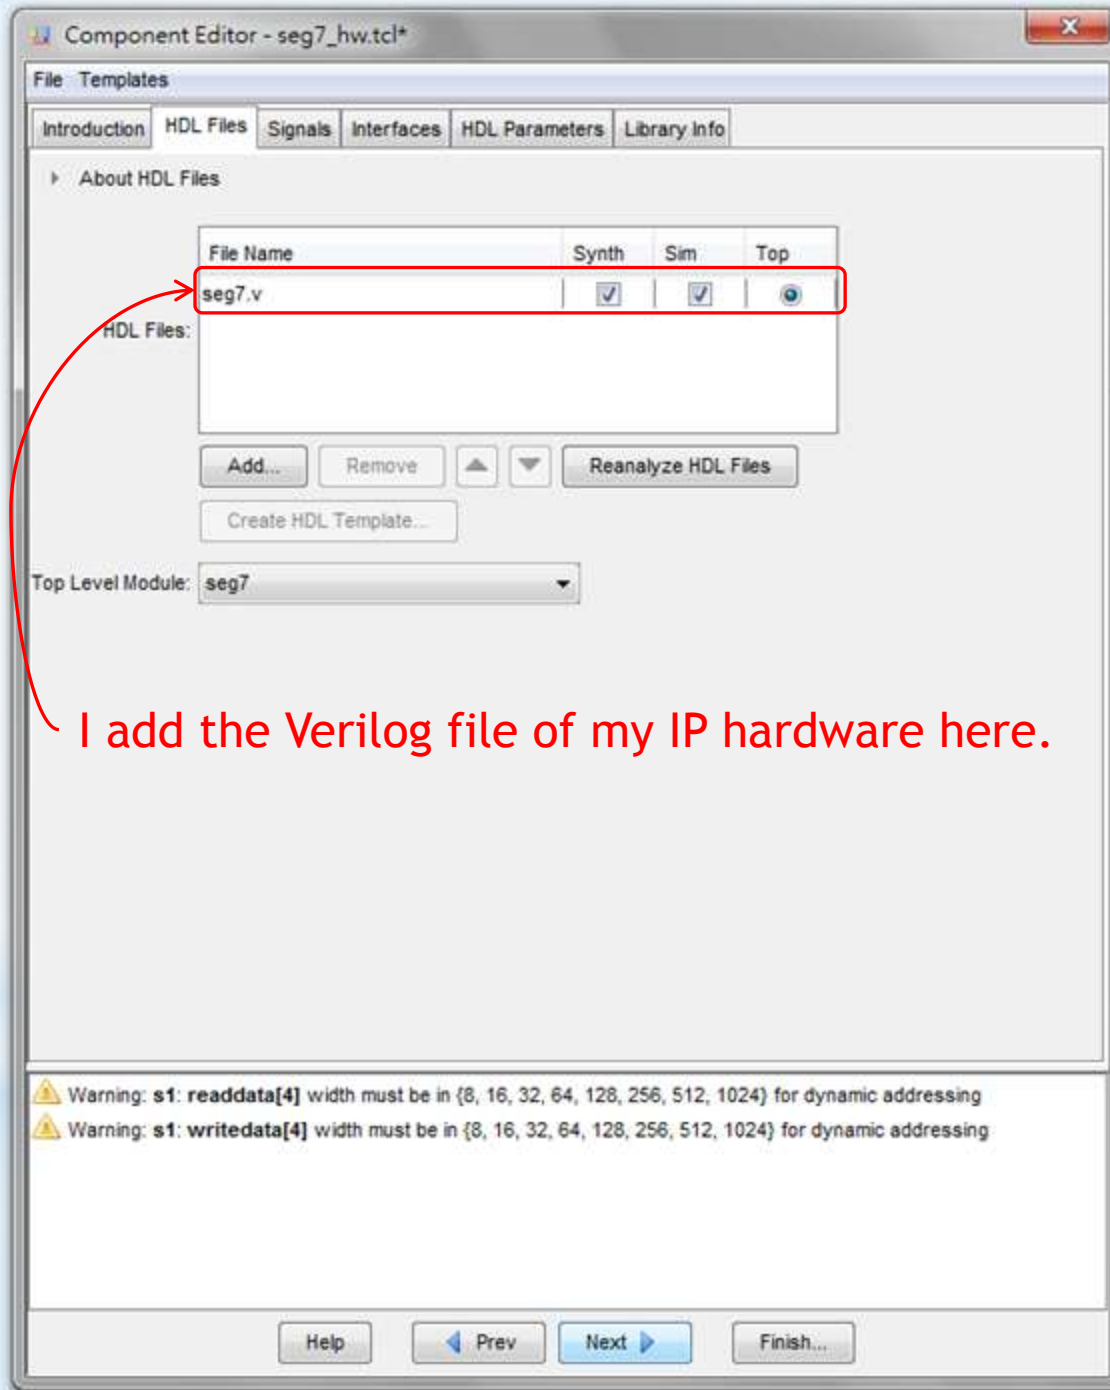 Component Editor - seg7_hw.tcl*
File Templates
Introduction HDL Files Signals Interfaces HDL Parameters Library Info
About HDL Files
File Name Synth Sim Top
seg7.v
HDL Files:
Add... Remove Reanalyze HDL Files
Create HDL Template...
Top Level Module: seg7
I add the Verilog file of my IP hardware here.
Warning: s1: readdata[4] width must be in {8, 16, 32, 64, 128, 256, 512, 1024} for dynamic addressing
Warning: s1: writedata[4] width must be in {8, 16, 32, 64, 128, 256, 512, 1024} for dynamic addressing
Help Prev Next Finish...